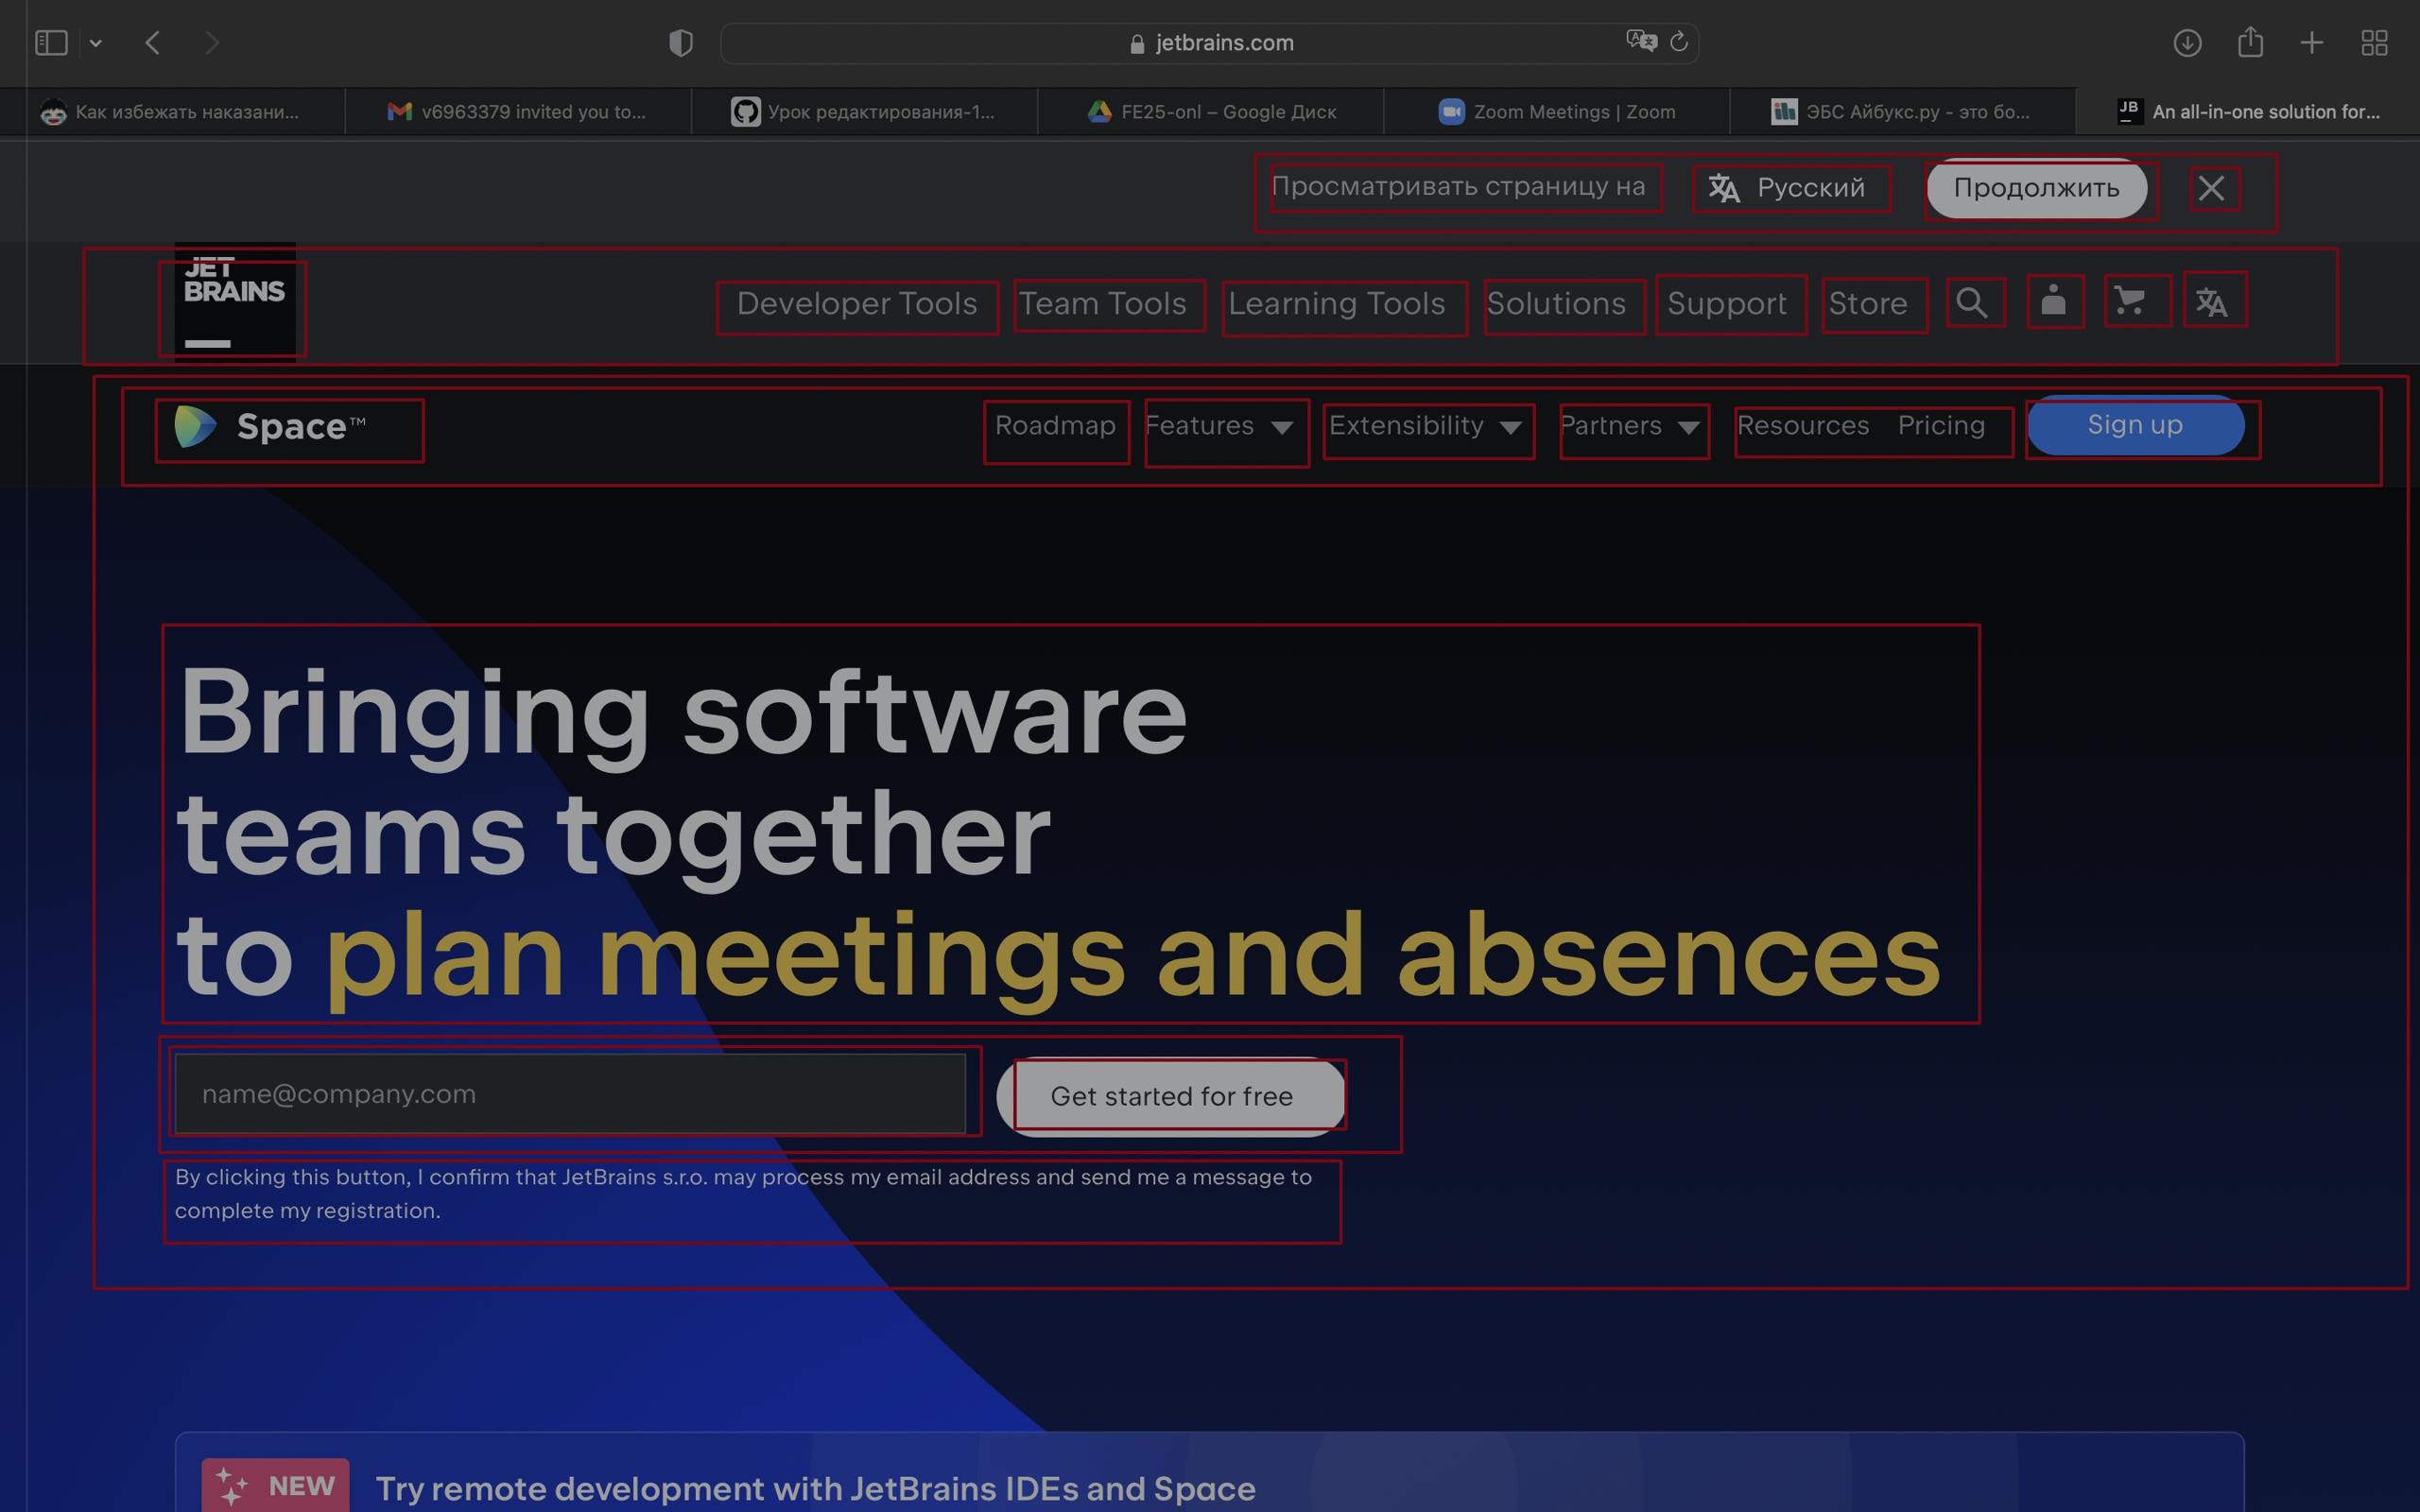 jetbrains.com
Как избежать наказани...
v6963379 invited you to...
Урок редактирования-1...
FE25-onl – Google Диск
Zoom Meetings | Zoom
ЭБС Айбукс.ру - это бо...
JB An all-in-one solution for...
Просматривать страницу на Русский Продолжить
JET
BRAINS
Developer Tools Team Tools Learning Tools Solutions Support Store
Space™ Roadmap Features Extensibility Partners Resources Pricing Sign up
Bringing software
teams together
to plan meetings and absences
name@company.com Get started for free
By clicking this button, I confirm that JetBrains s.r.o. may process my email address and send me a message to
complete my registration.
NEW Try remote development with JetBrains IDEs and Space